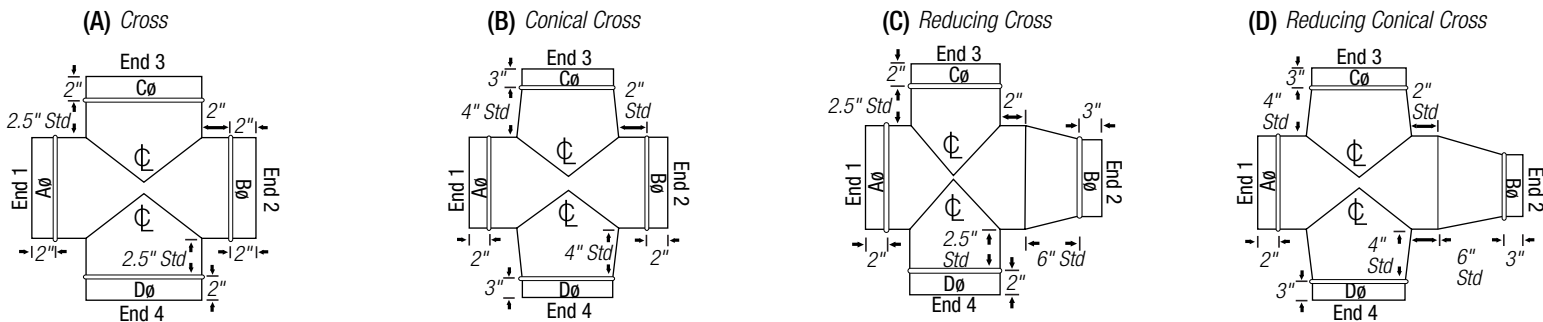 (A) Cross
End 3
Cø
2"
2.5" Std
2"
2"
℄
End 1
Aø
Bø
End 2
℄
2"
2.5" Std
2"
2"
Dø
End 4
(B) Conical Cross
End 3
3"
Cø
4" Std
2"
Std
℄
End 1
Aø
Bø
End 2
℄
2"
4" Std
2"
3"
Dø
End 4
(C) Reducing Cross
End 3
2"
Cø
2.5" Std
2"
3"
℄
End 1
Aø
Bø
End 2
℄
2"
2.5"
Std
6" Std
2"
Dø
End 4
(D) Reducing Conical Cross
End 3
3"
Cø
4"
Std
2"
Std
℄
End 1
Aø
Bø
End 2
℄
2"
4"
Std
6"
Std
3"
3"
Dø
End 4